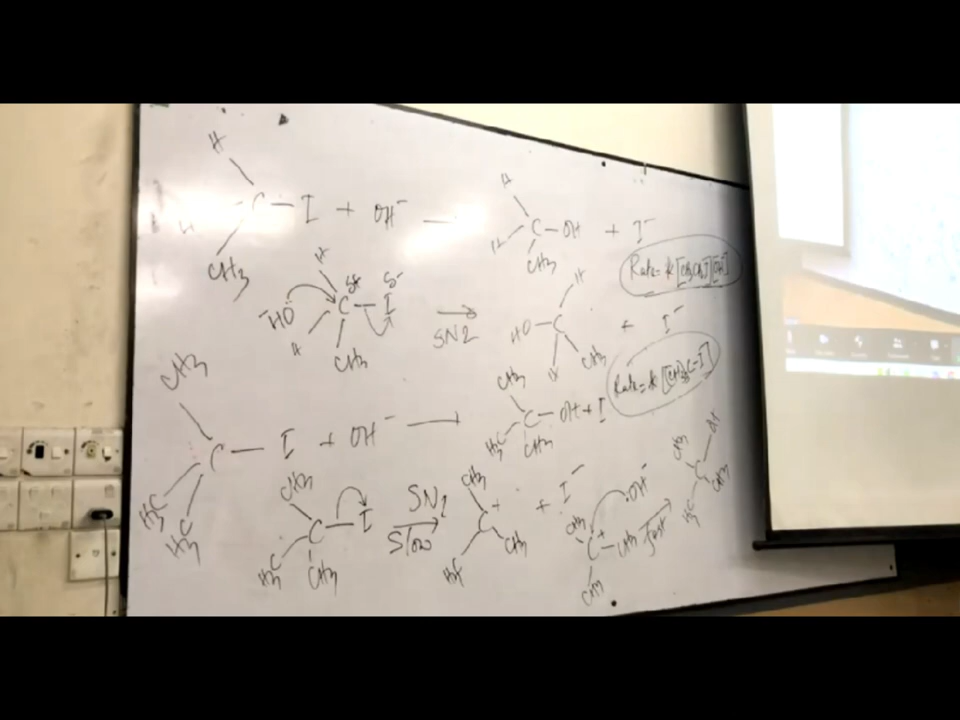 H
C — I + OH⁻ —
H
CH3
H
C — OH + I⁻
H
CH3
Rate = k [CH3CH2I][OH]
H
HO⁻ C δ+ — I δ-
H
CH3
SN2
H
HO — C + I⁻
H CH3
Rate = k [(CH3)3C-I]
CH3
C — I + OH⁻ —
H3C
H3C
CH3
C — OH + I
H3C
CH3
CH3
C — I
H3C
CH3
SN1
Slow
CH3
C +
H3C CH3
+ I⁻
CH3
C + — CH3
CH3
:OH⁻
fast
CH3 OH
C
H3C CH3